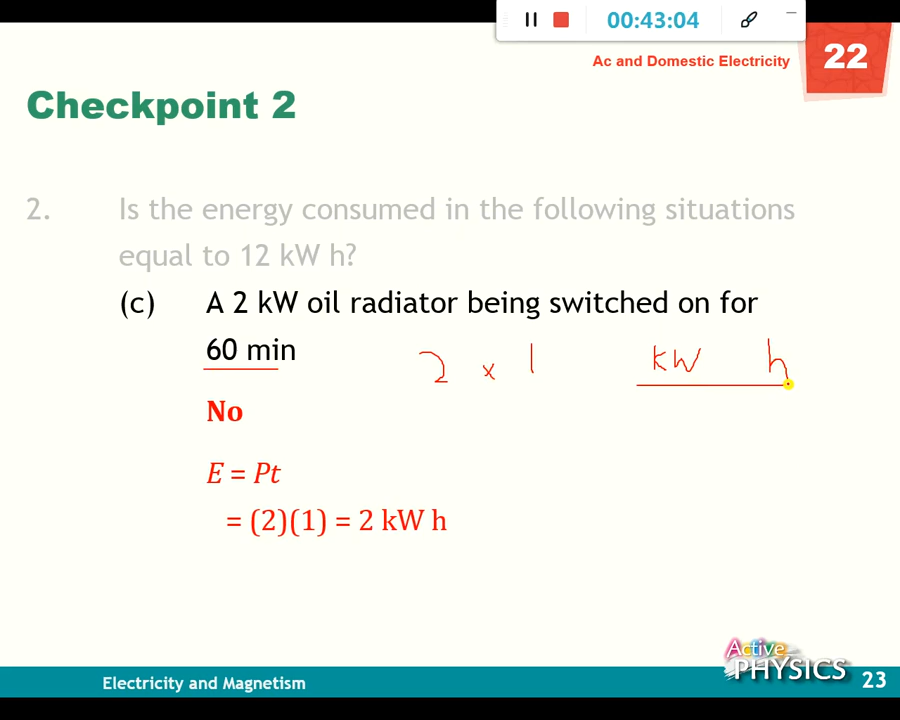 00:43:04
Ac and Domestic Electricity
22
Checkpoint 2
2. Is the energy consumed in the following situations
equal to 12 kW h?
(c) A 2 kW oil radiator being switched on for
60 min
2 × 1 kW h
No
E = Pt
= (2)(1) = 2 kW h
Active
PHYSICS
Electricity and Magnetism
23